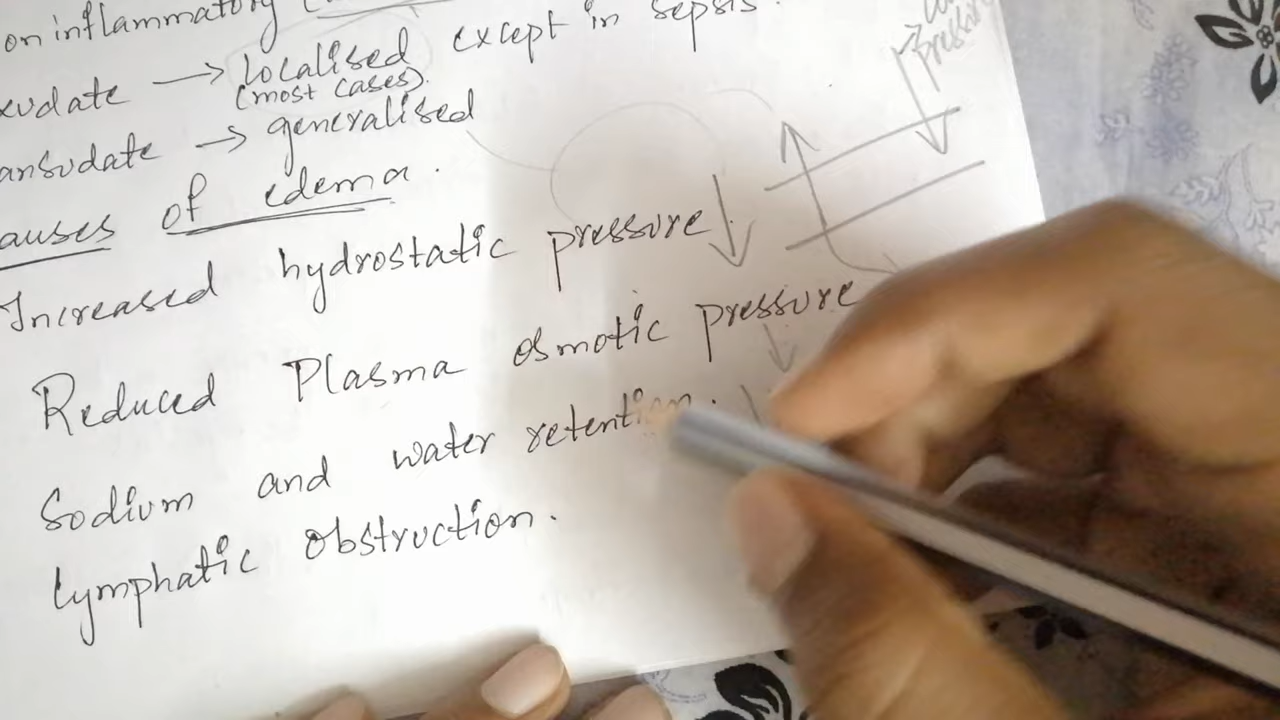 on inflammatory
xudate → localised except in sepsis.
(most cases).
ansudate → generalised
auses of edema.
Increased hydrostatic pressure ↓
Reduced Plasma osmotic pressure
Sodium and water retention.
lymphatic obstruction.
pressure